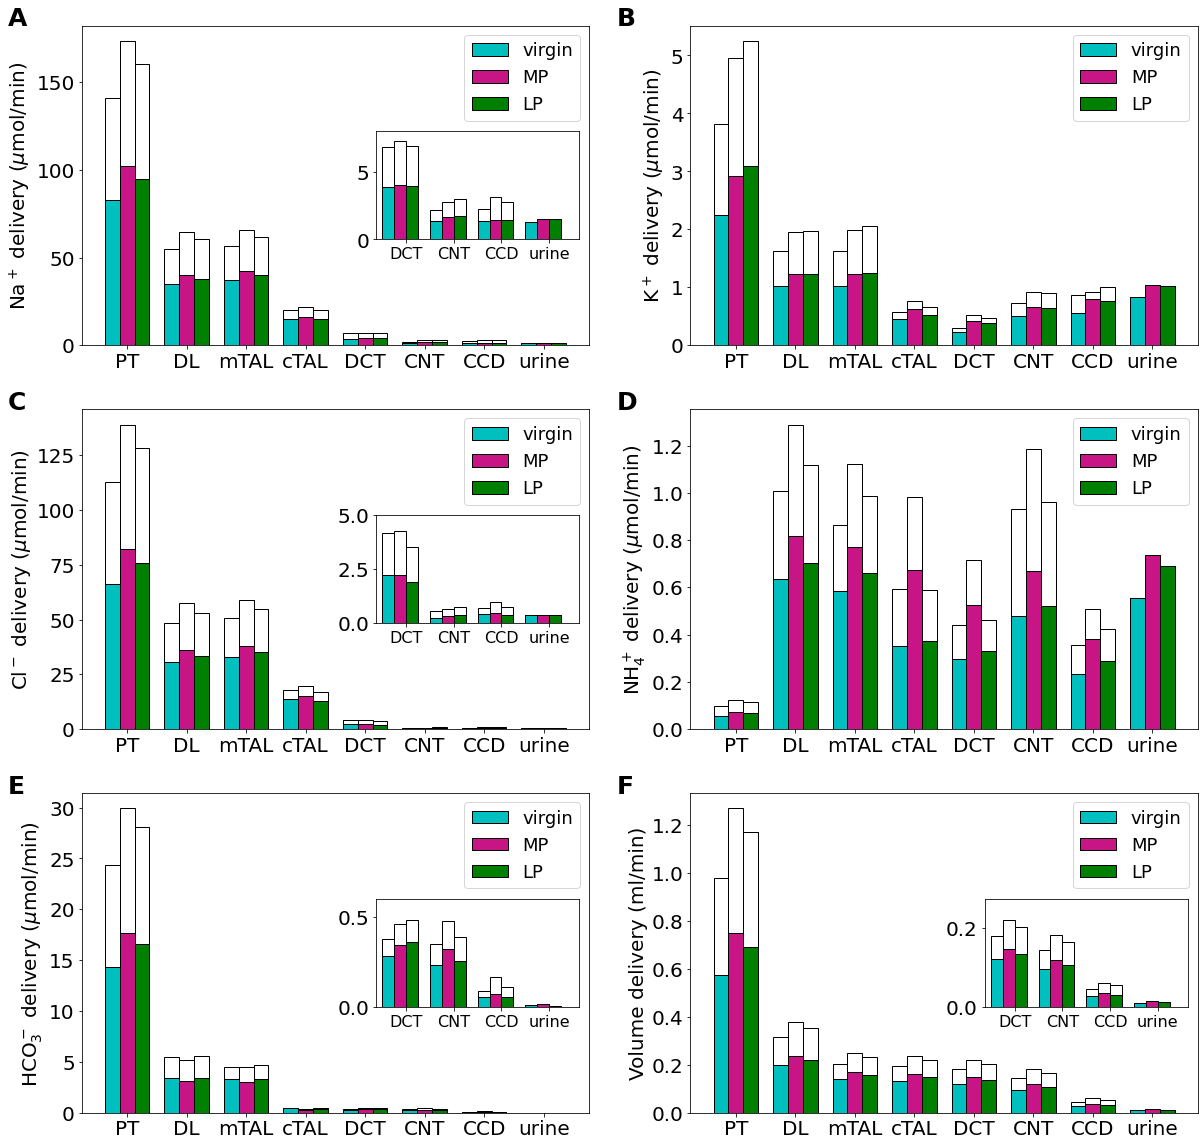 A
Na+ delivery (μmol/min)
150
100
50
0
virgin
MP
LP
5
0
DCT CNT CCD urine
PT DL mTAL cTAL DCT CNT CCD urine
B
K+ delivery (μmol/min)
5
4
3
2
1
0
virgin
MP
LP
PT DL mTAL cTAL DCT CNT CCD urine
C
Cl− delivery (μmol/min)
125
100
75
50
25
0
virgin
MP
LP
5.0
2.5
0.0
DCT CNT CCD urine
PT DL mTAL cTAL DCT CNT CCD urine
D
NH4+ delivery (μmol/min)
1.2
1.0
0.8
0.6
0.4
0.2
0.0
virgin
MP
LP
PT DL mTAL cTAL DCT CNT CCD urine
E
HCO3− delivery (μmol/min)
30
25
20
15
10
5
0
virgin
MP
LP
0.5
0.0
DCT CNT CCD urine
PT DL mTAL cTAL DCT CNT CCD urine
F
Volume delivery (ml/min)
1.2
1.0
0.8
0.6
0.4
0.2
0.0
virgin
MP
LP
0.2
0.0
DCT CNT CCD urine
PT DL mTAL cTAL DCT CNT CCD urine